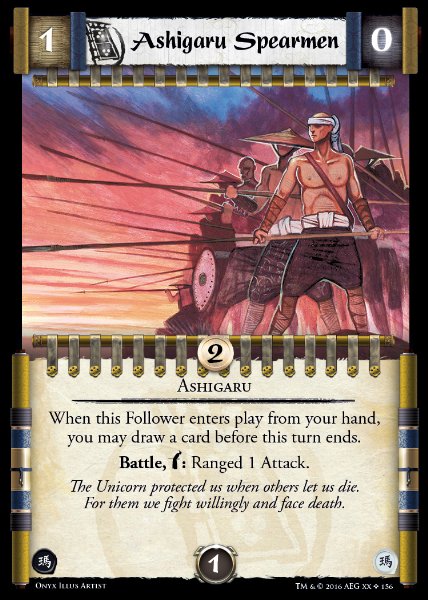 1 Ashigaru Spearmen 0
2
Ashigaru
When this Follower enters play from your hand,
you may draw a card before this turn ends.
Battle, : Ranged 1 Attack.
The Unicorn protected us when others let us die.
For them we fight willingly and face death.
瑪 1 瑪
Onyx Illus Artist TM & © 2016 AEG XX ❖ 156